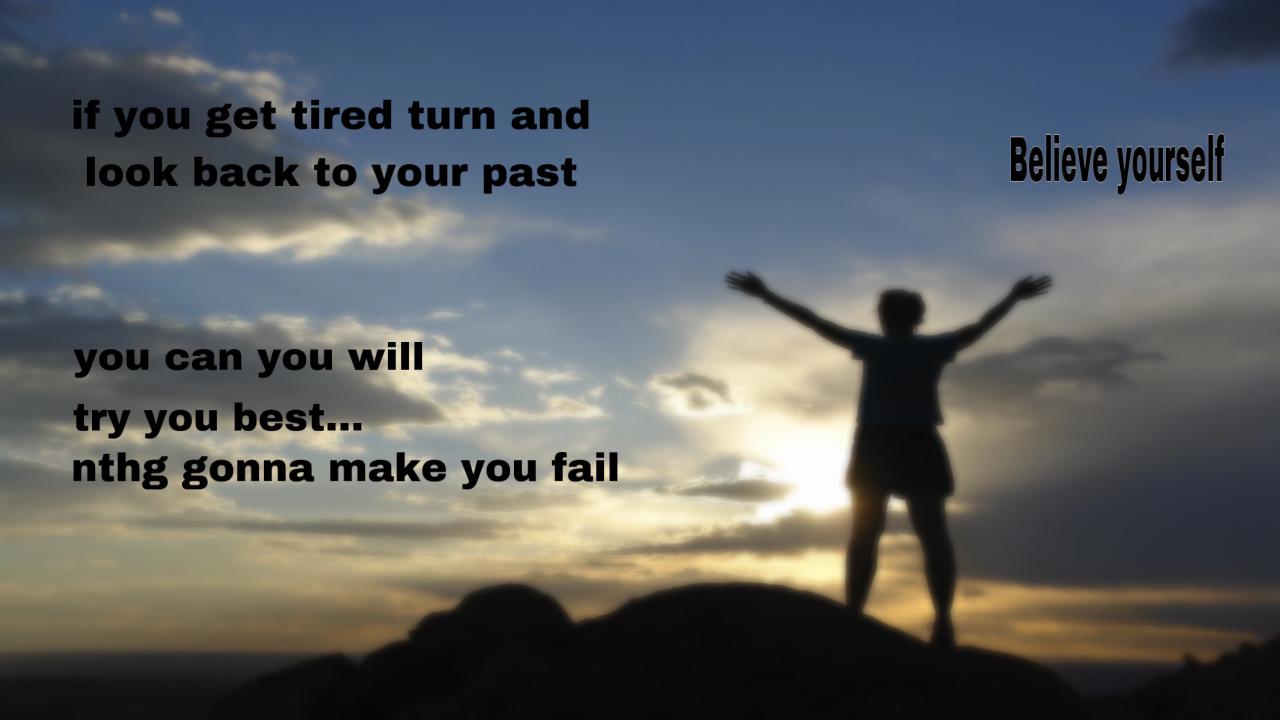 if you get tired turn and
look back to your past
Believe yourself
you can you will
try you best...
nthg gonna make you fail